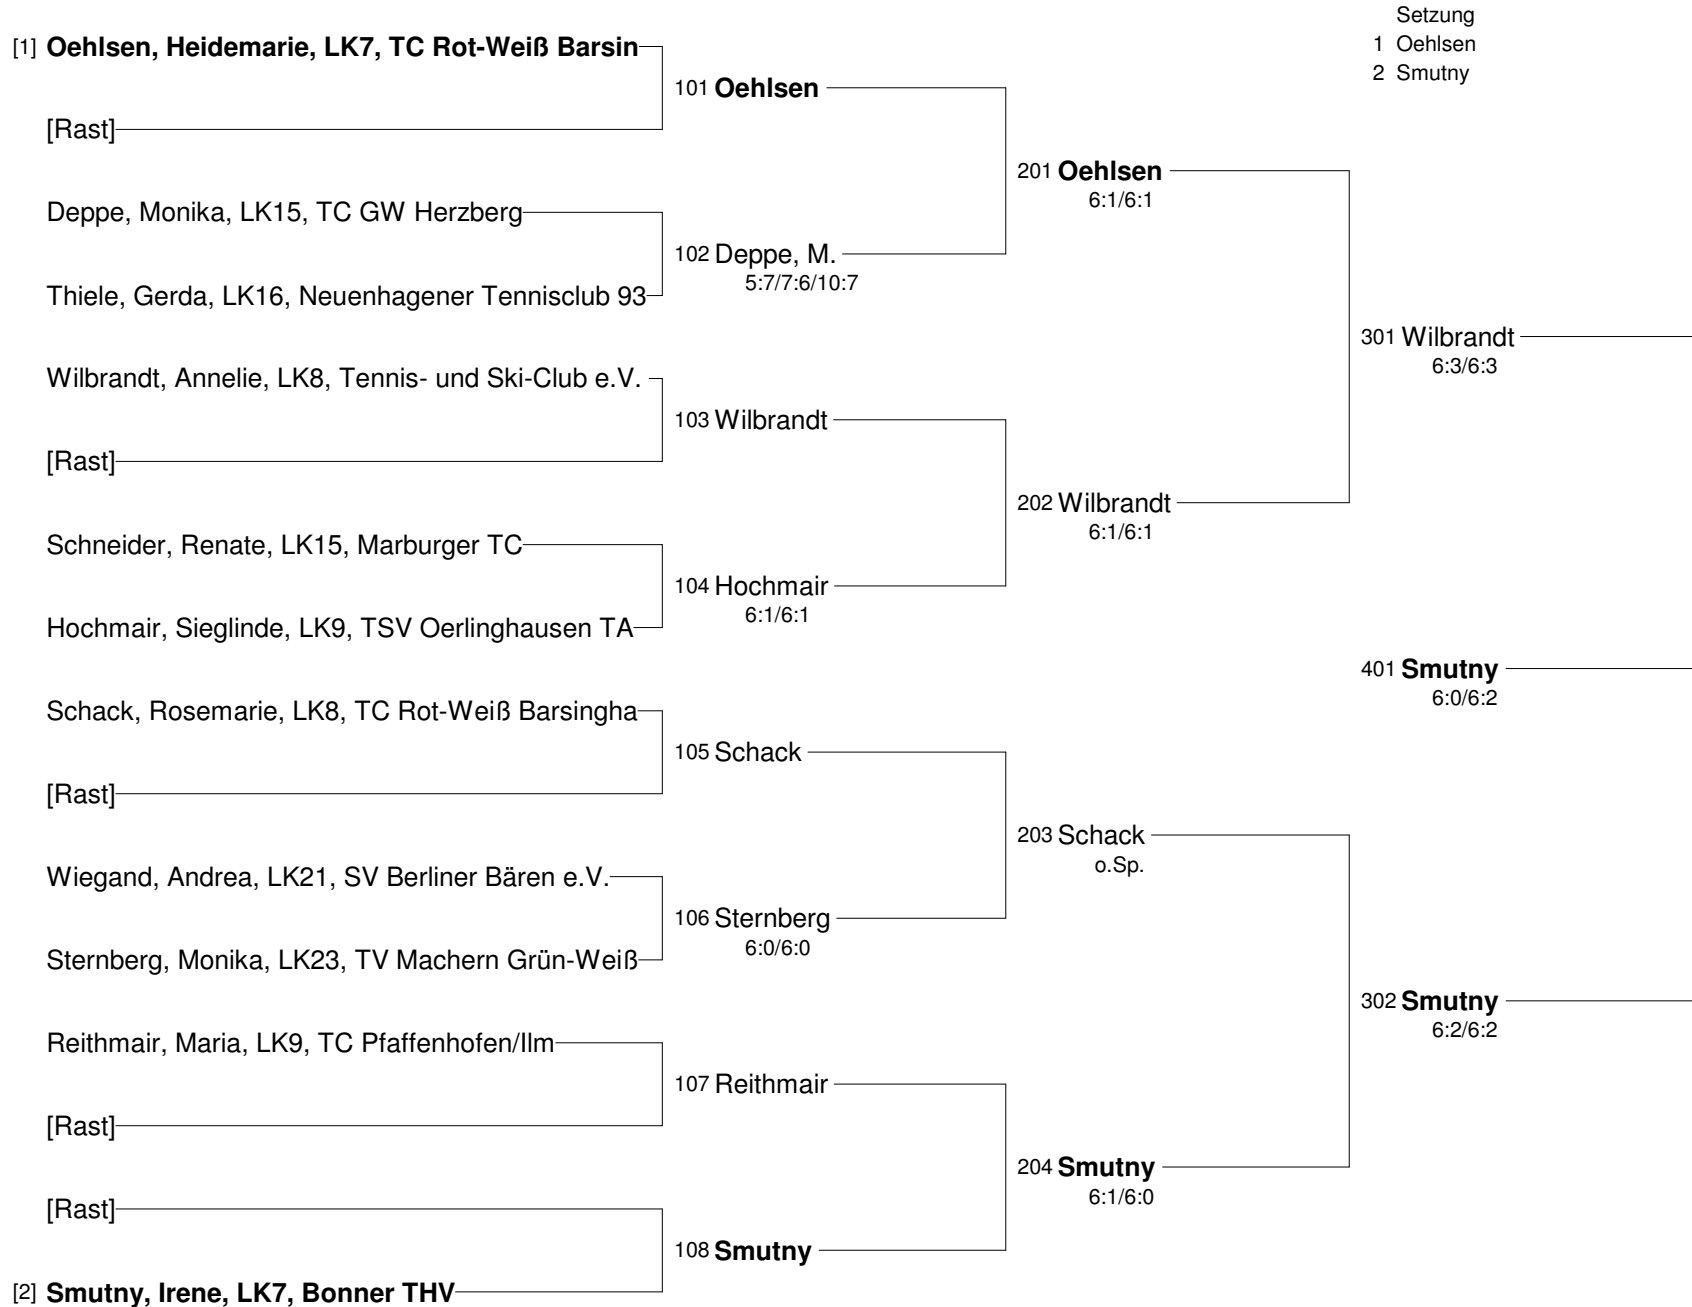 Setzung
1 Oehlsen
2 Smutny
[1] Oehlsen, Heidemarie, LK7, TC Rot-Weiß Barsin
101 Oehlsen
[Rast]
201 Oehlsen
6:1/6:1
Deppe, Monika, LK15, TC GW Herzberg
102 Deppe, M.
5:7/7:6/10:7
Thiele, Gerda, LK16, Neuenhagener Tennisclub 93
301 Wilbrandt
6:3/6:3
Wilbrandt, Annelie, LK8, Tennis- und Ski-Club e.V.
103 Wilbrandt
[Rast]
202 Wilbrandt
6:1/6:1
Schneider, Renate, LK15, Marburger TC
104 Hochmair
6:1/6:1
Hochmair, Sieglinde, LK9, TSV Oerlinghausen TA
401 Smutny
6:0/6:2
Schack, Rosemarie, LK8, TC Rot-Weiß Barsingha
105 Schack
[Rast]
203 Schack
o.Sp.
Wiegand, Andrea, LK21, SV Berliner Bären e.V.
106 Sternberg
6:0/6:0
Sternberg, Monika, LK23, TV Machern Grün-Weiß
302 Smutny
6:2/6:2
Reithmair, Maria, LK9, TC Pfaffenhofen/Ilm
107 Reithmair
[Rast]
204 Smutny
6:1/6:0
[Rast]
108 Smutny
[2] Smutny, Irene, LK7, Bonner THV